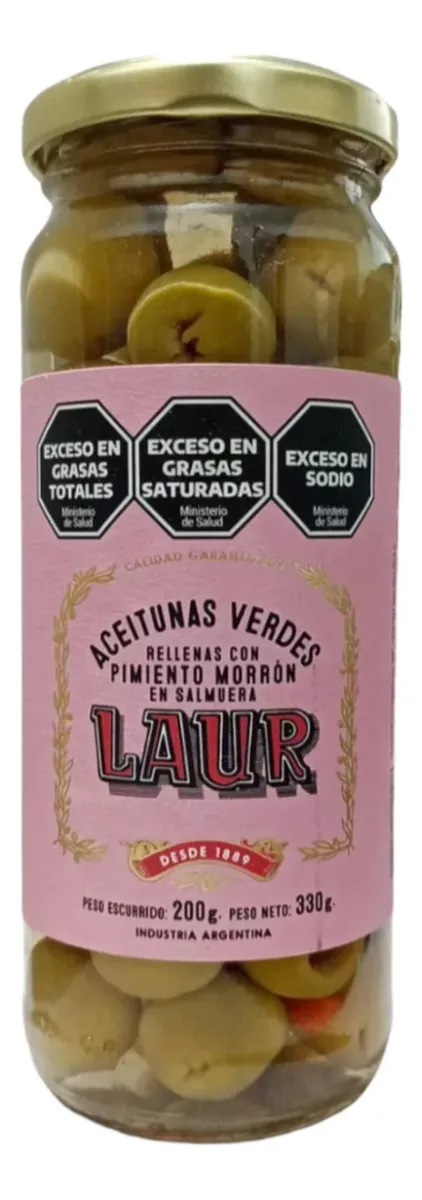 EXCESO EN
GRASAS
TOTALES
Ministerio
de Salud
EXCESO EN
GRASAS
SATURADAS
Ministerio
de Salud
EXCESO EN
SODIO
Ministerio
de Salud
CALIDAD GARANTIZADA
ACEITUNAS VERDES
RELLENAS CON
PIMIENTO MORRÓN
EN SALMUERA
LAUR
DESDE 1889
PESO ESCURRIDO: 200g. PESO NETO: 330g.
INDUSTRIA ARGENTINA